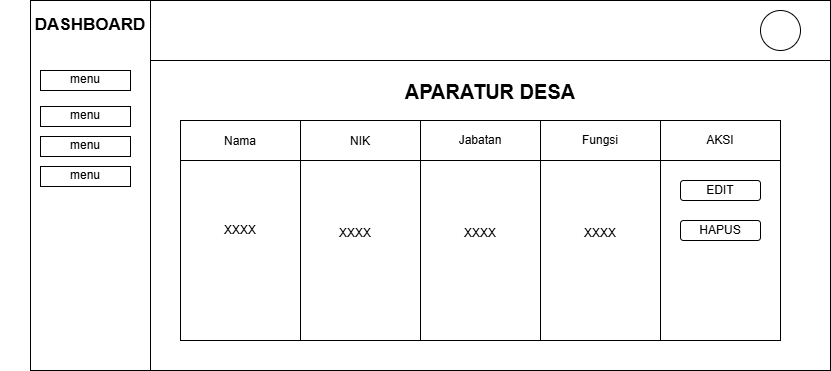 DASHBOARD
menu
menu
menu
menu
APARATUR DESA
Nama NIK Jabatan Fungsi AKSI
XXXX XXXX XXXX XXXX
EDIT
HAPUS